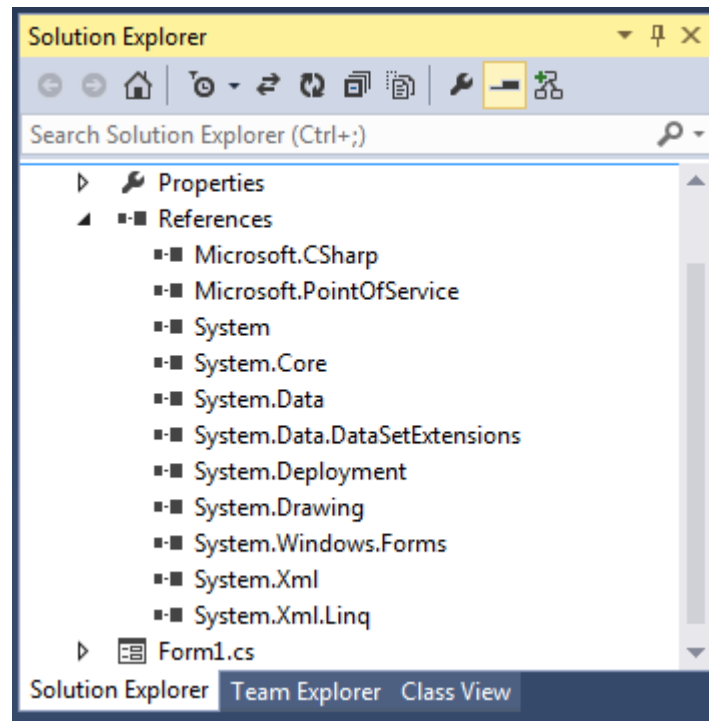 Solution Explorer
Search Solution Explorer (Ctrl+;)
Properties
References
Microsoft.CSharp
Microsoft.PointOfService
System
System.Core
System.Data
System.Data.DataSetExtensions
System.Deployment
System.Drawing
System.Windows.Forms
System.Xml
System.Xml.Linq
Form1.cs
Solution Explorer Team Explorer Class View